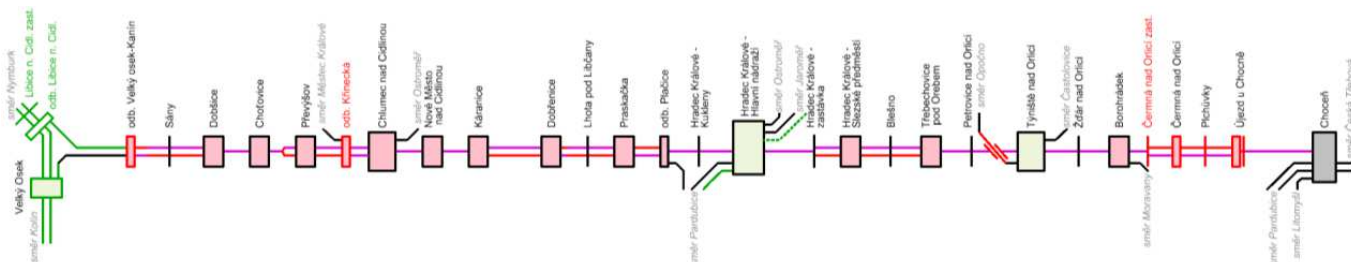 směr Nymburk
Libice n. Cidl. zast.
odb. Libice n. Cidl.
Velký Osek
směr Kolín
odb. Velký osek-Kanín
Sány
Dobšice
Choťovice
Převýšov
směr Městec Králové
odb. Křinecká
Chlumec nad Cidlinou
směr Ostroměř
Nové Město
nad Cidlinou
Káranice
Dobřenice
Lhota pod Libčany
Praskačka
odb. Plačice
Hradec Králové -
Kukleny
směr Pardubice
Hradec Králové -
Hlavní nádraží
směr Ostroměř
směr Jaroměř
Hradec Králové -
zastávka
Hradec Králové -
Slezské předměstí
Blešno
Třebechovice
pod Orebem
Petrovice nad Orlicí
směr Opočno
Týniště nad Orlicí
směr Častolovice
Žďár nad Orlicí
Borohrádek
směr Moravany
Čermná nad Orlicí zast.
Čermná nad Orlicí
Plchůvky
Újezd u Chocně
směr Pardubice
směr Litomyšl
Choceň
směr Česká Třebová